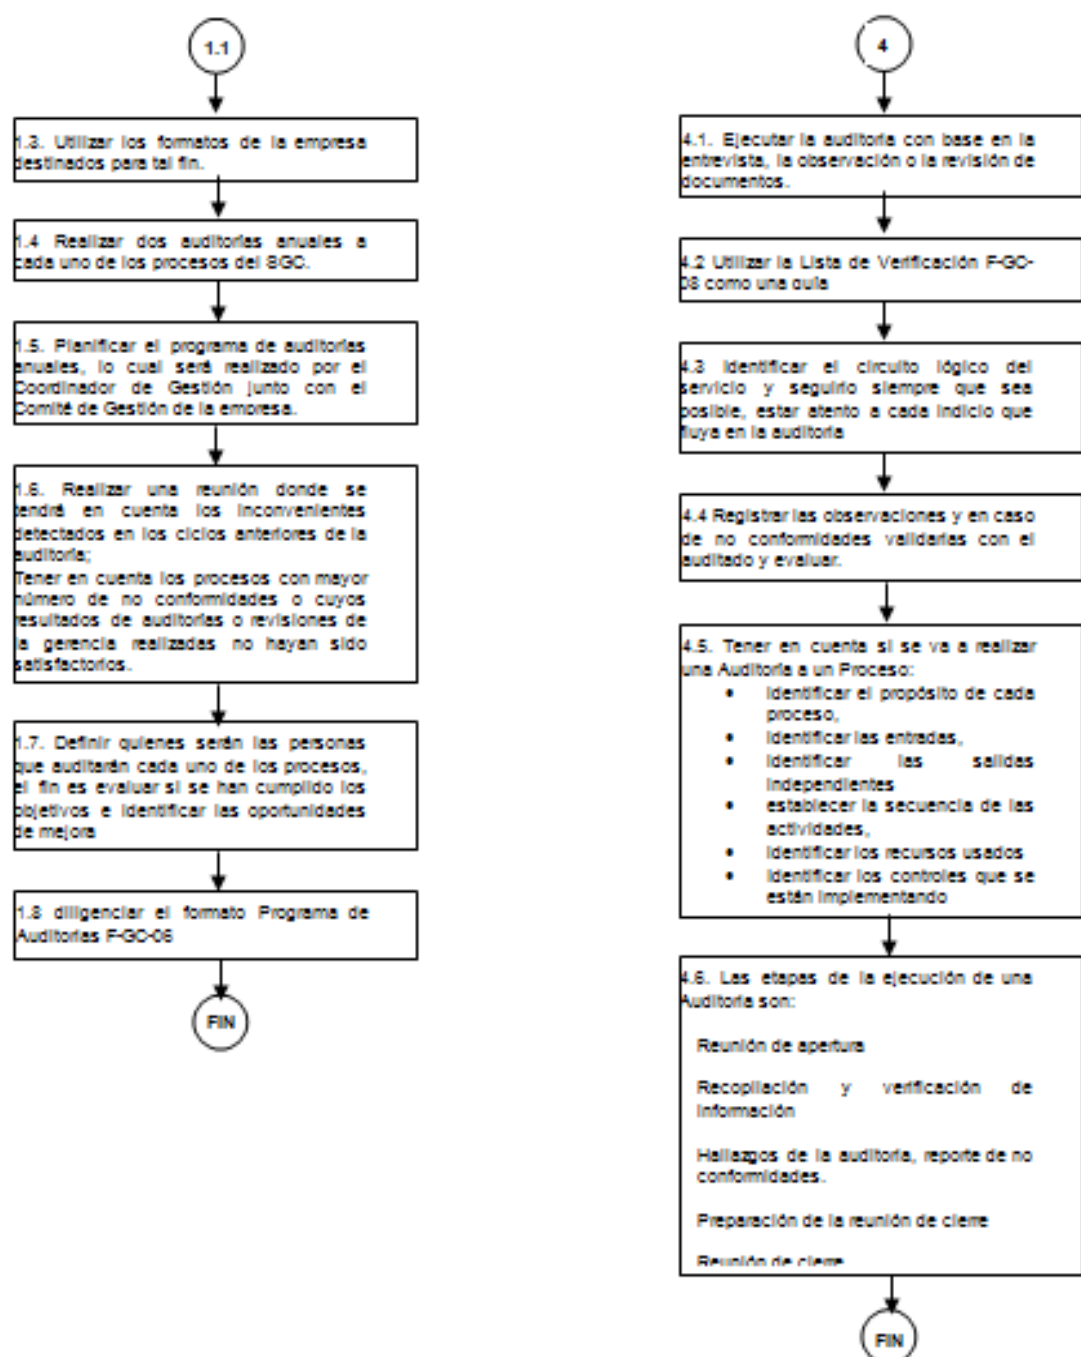 1.1
1.3. Utilizar los formatos de la empresa
destinados para tal fin.
1.4 Realizar dos auditorías anuales a
cada uno de los procesos del SGC.
1.5. Planificar el programa de auditorías
anuales, lo cual será realizado por el
Coordinador de Gestión junto con el
Comité de Gestión de la empresa.
1.6. Realizar una reunión donde se
tendrá en cuenta los inconvenientes
detectados en los ciclos anteriores de la
auditoría;
Tener en cuenta los procesos con mayor
número de no conformidades o cuyos
resultados de auditorías o revisiones de
la gerencia realizadas no hayan sido
satisfactorios.
1.7. Definir quienes serán las personas
que auditarán cada uno de los procesos,
el fin es evaluar si se han cumplido los
objetivos e identificar las oportunidades
de mejora
1.8 diligenciar el formato Programa de
Auditorías F-GC-06
FIN
4
4.1. Ejecutar la auditoria con base en la
entrevista, la observación o la revisión de
documentos.
4.2 Utilizar la Lista de Verificación F-GC-
08 como una guía
4.3 Identificar el circuito lógico del
servicio y seguirlo siempre que sea
posible, estar atento a cada indicio que
fluya en la auditoria
4.4 Registrar las observaciones y en caso
de no conformidades validarlas con el
auditado y evaluar.
4.5. Tener en cuenta si se va a realizar
una Auditoria a un Proceso:
• Identificar el propósito de cada
proceso,
• Identificar las entradas,
• Identificar las salidas
independientes
• establecer la secuencia de las
actividades,
• Identificar los recursos usados
• Identificar los controles que se
están implementando
4.6. Las etapas de la ejecución de una
Auditoria son:
Reunión de apertura
Recopilación y verificación de
información
Hallazgos de la auditoria, reporte de no
conformidades.
Preparación de la reunión de cierre
Reunión de cierre
FIN